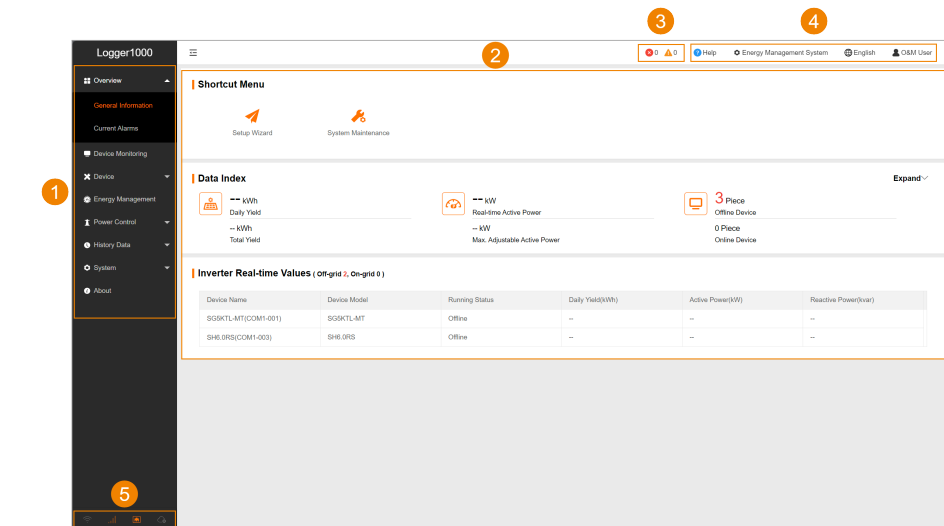 3
4
Logger1000
2
0 0
Help Energy Management System English O&M User
1
Overview
General Information
Current Alarms
Device Monitoring
Device
Energy Management
Power Control
History Data
System
About
5
Shortcut Menu
Setup Wizard System Maintenance
Data Index Expand
-- kWh -- kW 3 Piece
Daily Yield Real-time Active Power Offline Device
-- kWh -- kW 0 Piece
Total Yield Max. Adjustable Active Power Online Device
Inverter Real-time Values ( Off-grid 2, On-grid 0 )
Device Name Device Model Running Status Daily Yield(kWh) Active Power(kW) Reactive Power(kvar)
SG5KTL-MT(COM1-001) SG5KTL-MT Offline -- -- --
SH6.0RS(COM1-003) SH6.0RS Offline -- -- --